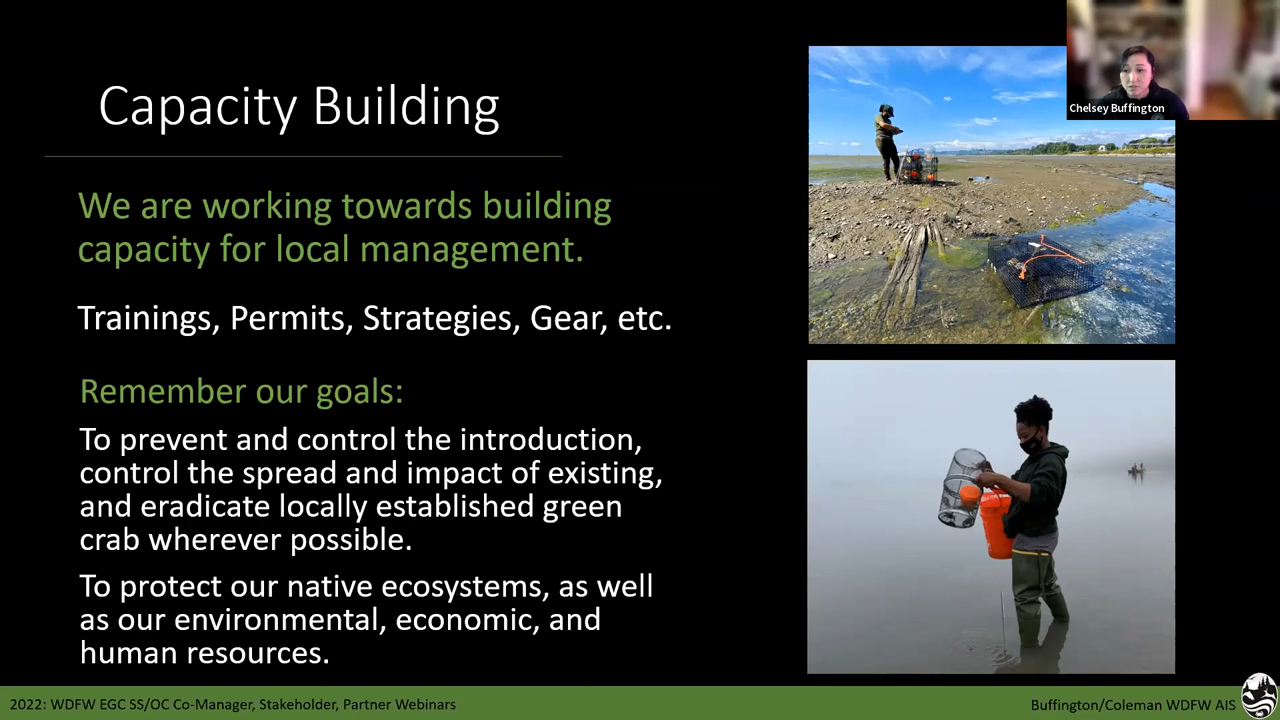 Capacity Building
Chelsey Buffington
We are working towards building
capacity for local management.
Trainings, Permits, Strategies, Gear, etc.
Remember our goals:
To prevent and control the introduction,
control the spread and impact of existing,
and eradicate locally established green
crab wherever possible.
To protect our native ecosystems, as well
as our environmental, economic, and
human resources.
2022: WDFW EGC SS/OC Co-Manager, Stakeholder, Partner Webinars
Buffington/Coleman WDFW AIS